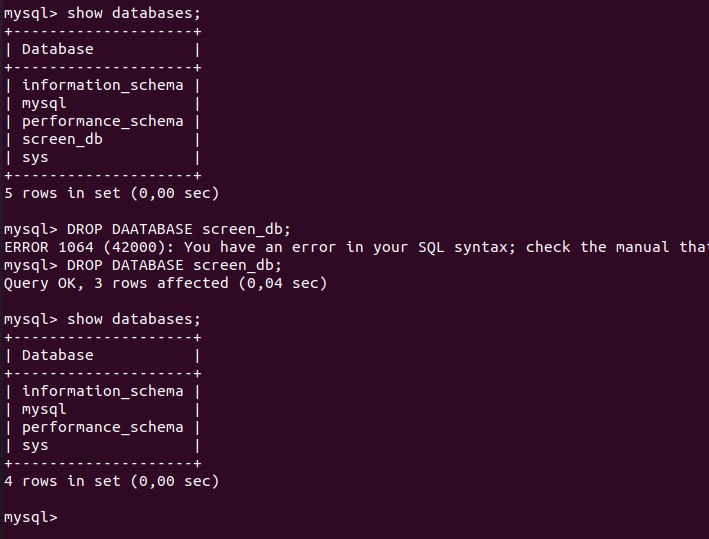 mysql> show databases;
+--------------------+
| Database           |
+--------------------+
| information_schema |
| mysql              |
| performance_schema |
| screen_db          |
| sys                |
+--------------------+
5 rows in set (0,00 sec)

mysql> DROP DAATABASE screen_db;
ERROR 1064 (42000): You have an error in your SQL syntax; check the manual tha
mysql> DROP DATABASE screen_db;
Query OK, 3 rows affected (0,04 sec)

mysql> show databases;
+--------------------+
| Database           |
+--------------------+
| information_schema |
| mysql              |
| performance_schema |
| sys                |
+--------------------+
4 rows in set (0,00 sec)

mysql>